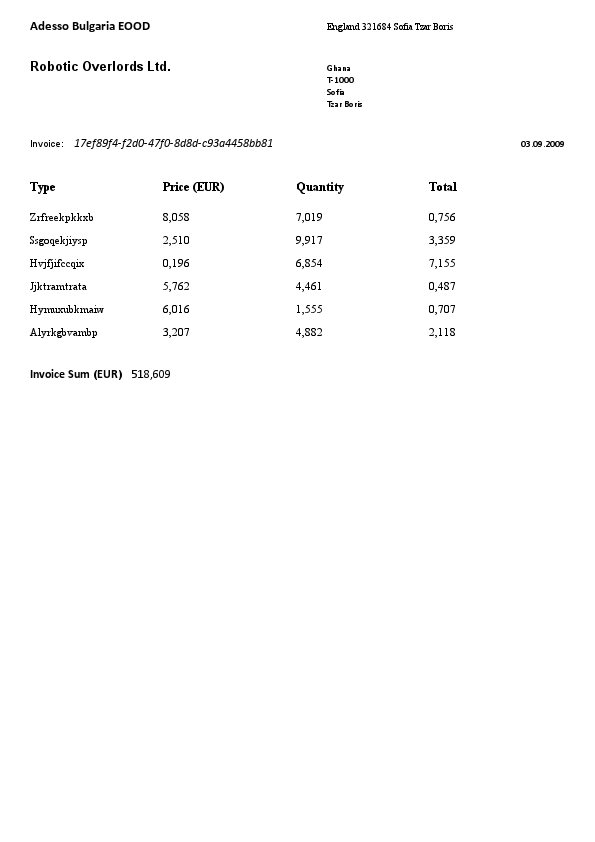 Adesso Bulgaria EOOD England 321684 Sofia Tzar Boris
Robotic Overlords Ltd. Ghana
T-1000
Sofia
Tzar Boris
Invoice: 17ef89f4-f2d0-47f0-8d8d-c93a4458bb81 03.09.2009
Type Price (EUR) Quantity Total
Zrfreekpkkxb 8,058 7,019 0,756
Ssgoqekjiysp 2,510 9,917 3,359
Hvjfjifccqix 0,196 6,854 7,155
Jjktramtrata 5,762 4,461 0,487
Hymuxubkmaiw 6,016 1,555 0,707
Alyrkgbvambp 3,207 4,882 2,118
Invoice Sum (EUR) 518,609